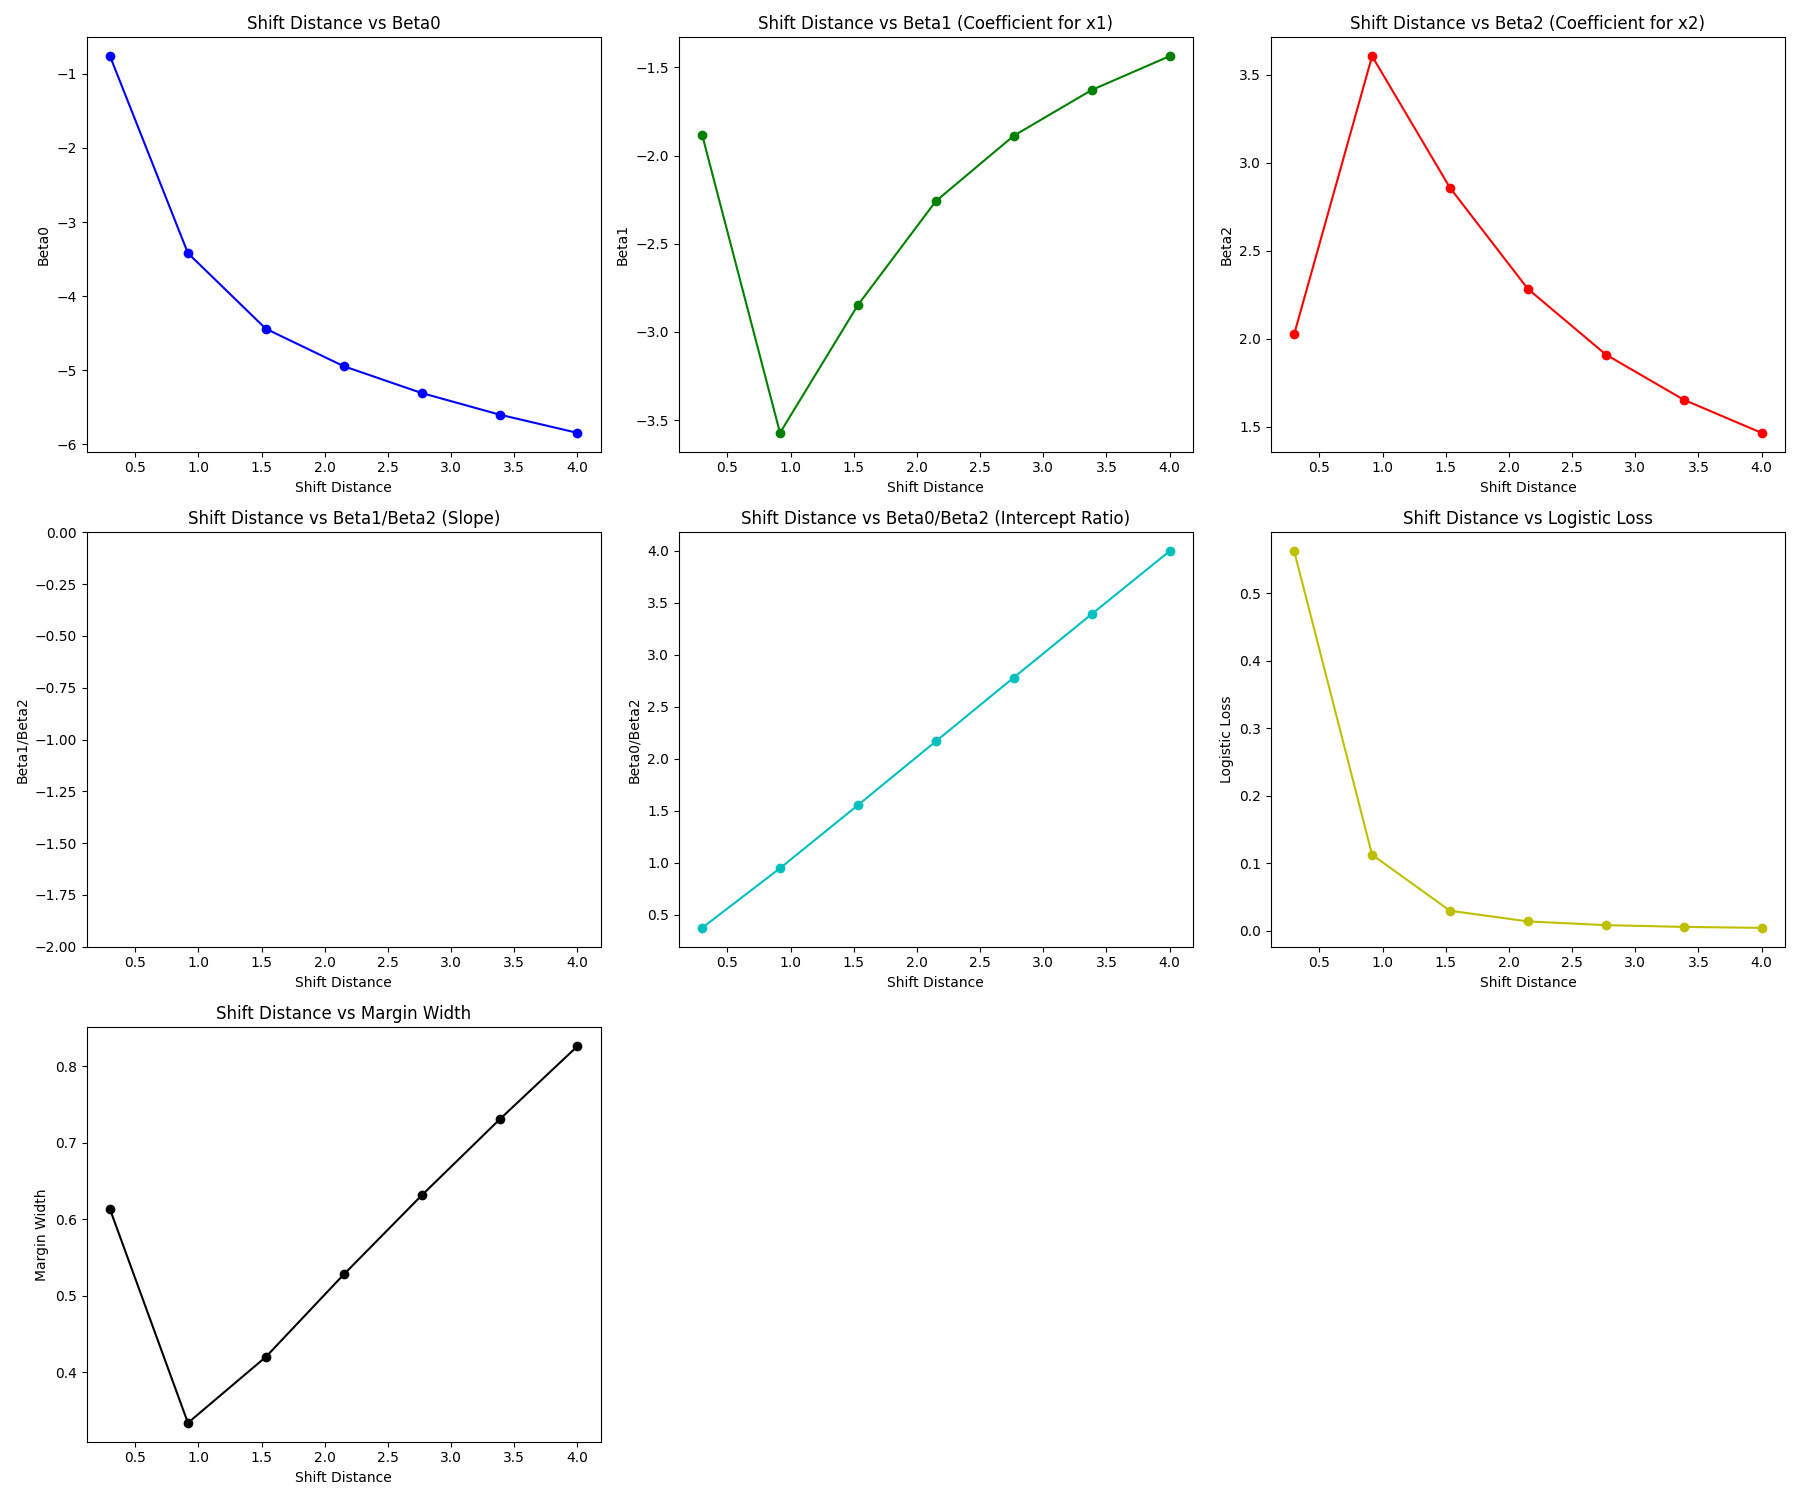 Shift Distance vs Beta0
Beta0
−1
−2
−3
−4
−5
−6
0.5 1.0 1.5 2.0 2.5 3.0 3.5 4.0
Shift Distance
Shift Distance vs Beta1 (Coefficient for x1)
Beta1
−1.5
−2.0
−2.5
−3.0
−3.5
0.5 1.0 1.5 2.0 2.5 3.0 3.5 4.0
Shift Distance
Shift Distance vs Beta2 (Coefficient for x2)
Beta2
3.5
3.0
2.5
2.0
1.5
0.5 1.0 1.5 2.0 2.5 3.0 3.5 4.0
Shift Distance
Shift Distance vs Beta1/Beta2 (Slope)
Beta1/Beta2
0.00
−0.25
−0.50
−0.75
−1.00
−1.25
−1.50
−1.75
−2.00
0.5 1.0 1.5 2.0 2.5 3.0 3.5 4.0
Shift Distance
Shift Distance vs Beta0/Beta2 (Intercept Ratio)
Beta0/Beta2
4.0
3.5
3.0
2.5
2.0
1.5
1.0
0.5
0.5 1.0 1.5 2.0 2.5 3.0 3.5 4.0
Shift Distance
Shift Distance vs Logistic Loss
Logistic Loss
0.5
0.4
0.3
0.2
0.1
0.0
0.5 1.0 1.5 2.0 2.5 3.0 3.5 4.0
Shift Distance
Shift Distance vs Margin Width
Margin Width
0.8
0.7
0.6
0.5
0.4
0.5 1.0 1.5 2.0 2.5 3.0 3.5 4.0
Shift Distance